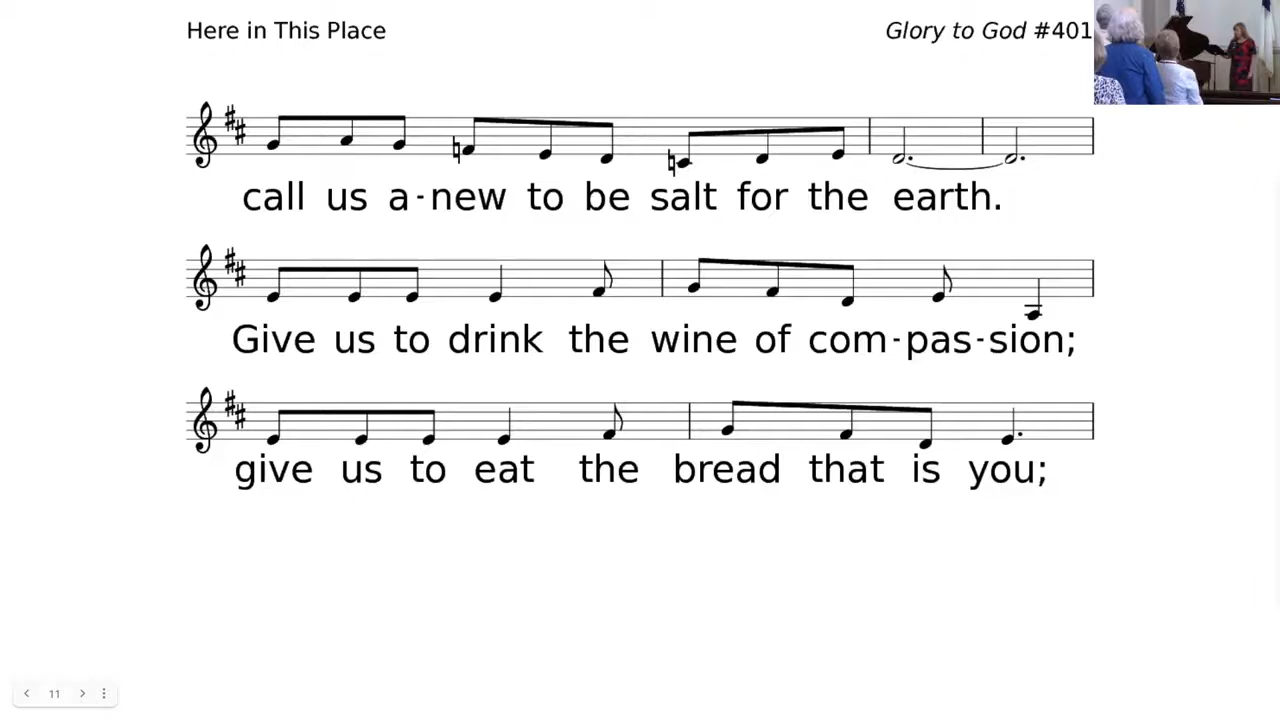 Here in This Place
Glory to God #401
call us a-new to be salt for the earth.
Give us to drink the wine of com-pas-sion;
give us to eat the bread that is you;
11